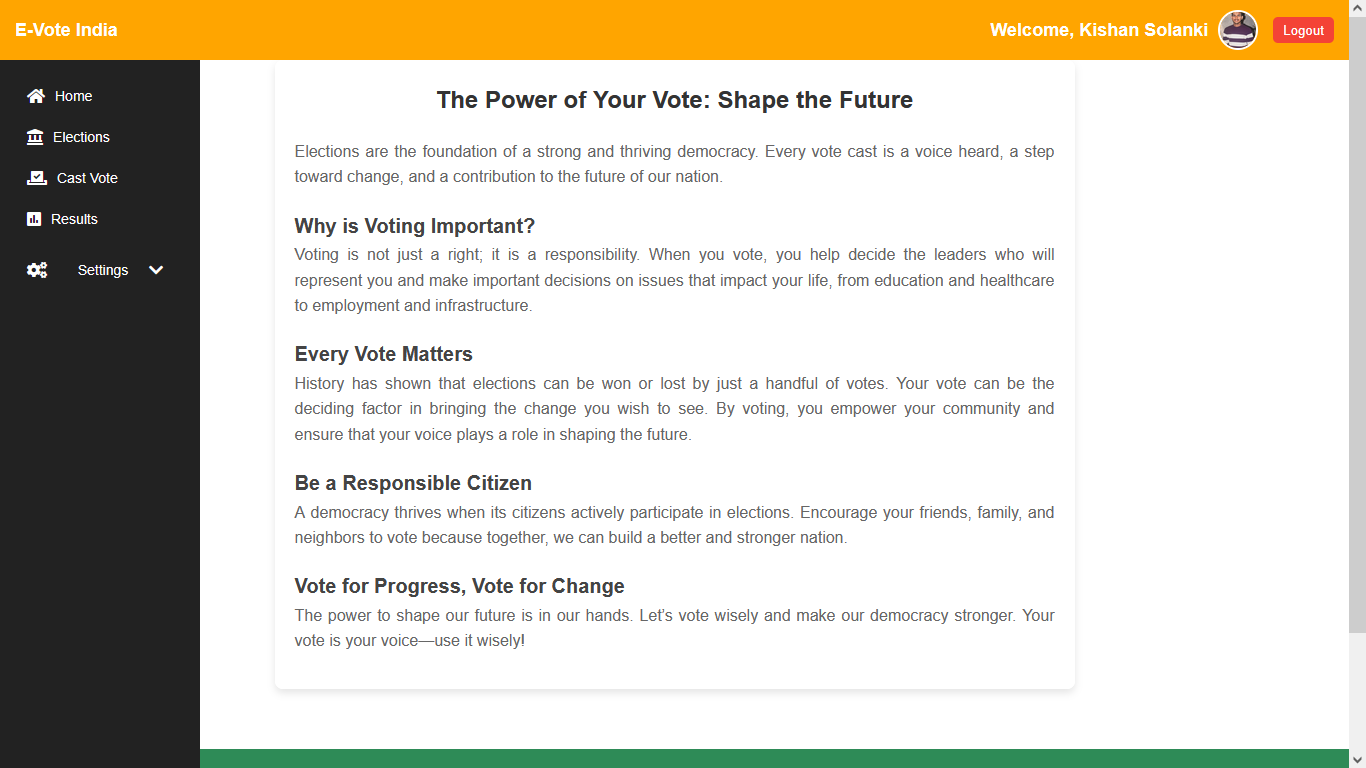 E-Vote India
Welcome, Kishan Solanki
Logout
Home
Elections
Cast Vote
Results
Settings
The Power of Your Vote: Shape the Future
Elections are the foundation of a strong and thriving democracy. Every vote cast is a voice heard, a step
toward change, and a contribution to the future of our nation.
Why is Voting Important?
Voting is not just a right; it is a responsibility. When you vote, you help decide the leaders who will
represent you and make important decisions on issues that impact your life, from education and healthcare
to employment and infrastructure.
Every Vote Matters
History has shown that elections can be won or lost by just a handful of votes. Your vote can be the
deciding factor in bringing the change you wish to see. By voting, you empower your community and
ensure that your voice plays a role in shaping the future.
Be a Responsible Citizen
A democracy thrives when its citizens actively participate in elections. Encourage your friends, family, and
neighbors to vote because together, we can build a better and stronger nation.
Vote for Progress, Vote for Change
The power to shape our future is in our hands. Let’s vote wisely and make our democracy stronger. Your
vote is your voice—use it wisely!